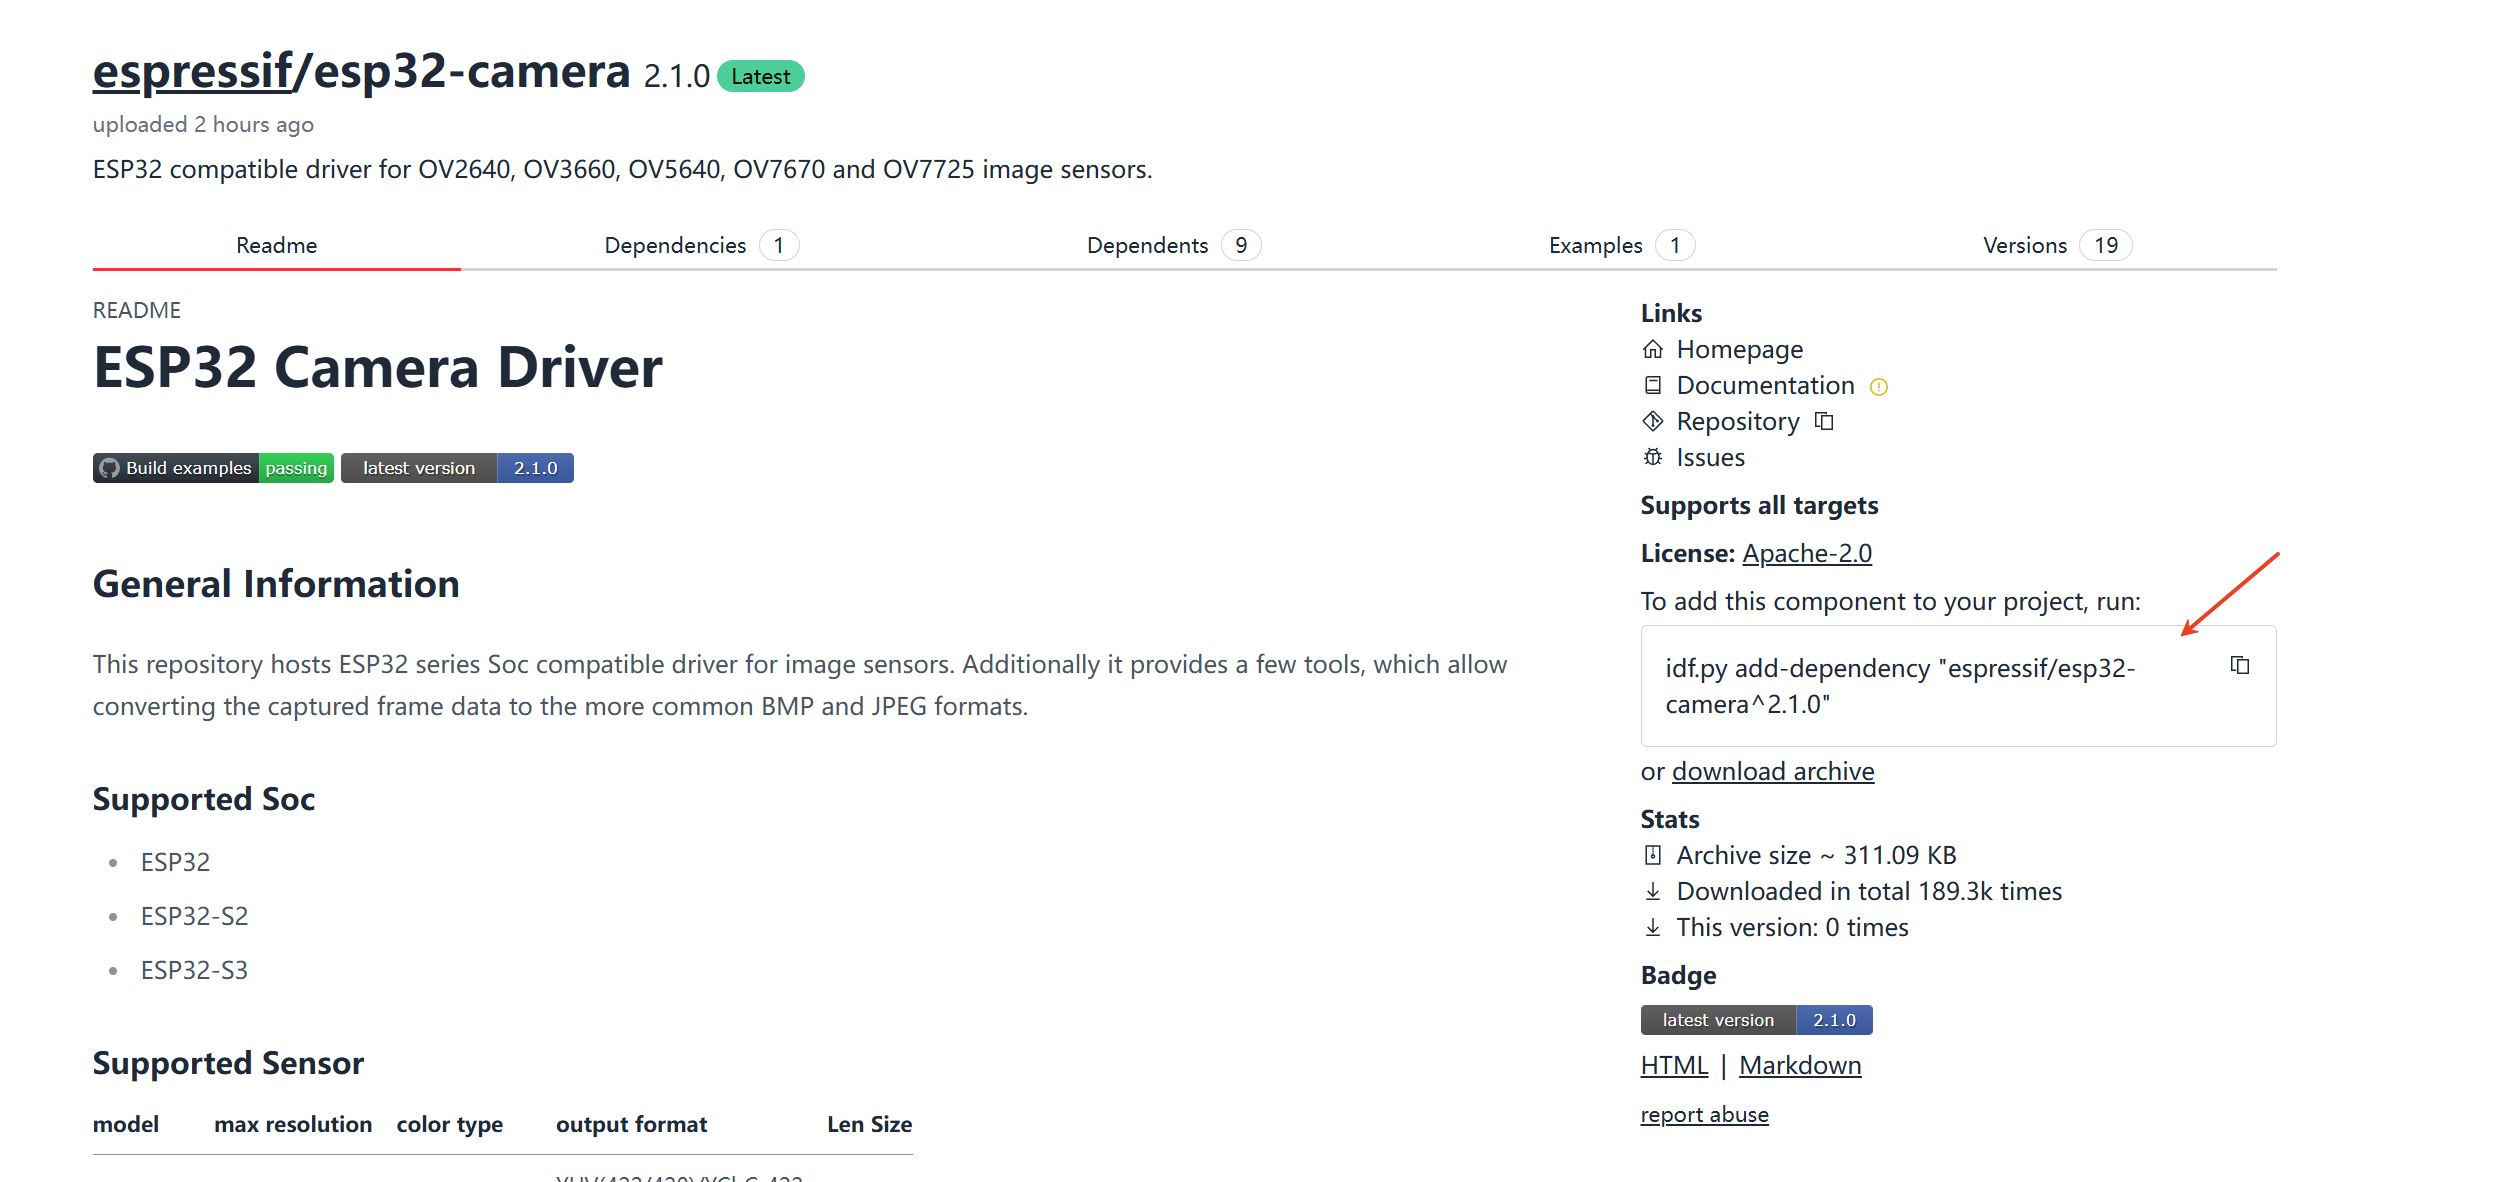 espressif/esp32-camera 2.1.0 Latest
uploaded 2 hours ago
ESP32 compatible driver for OV2640, OV3660, OV5640, OV7670 and OV7725 image sensors.
Readme Dependencies 1 Dependents 9 Examples 1 Versions 19
README
ESP32 Camera Driver
Build examples passing latest version 2.1.0
General Information
This repository hosts ESP32 series Soc compatible driver for image sensors. Additionally it provides a few tools, which allow
converting the captured frame data to the more common BMP and JPEG formats.
Supported Soc
ESP32
ESP32-S2
ESP32-S3
Supported Sensor
model max resolution color type output format Len Size
Links
Homepage
Documentation
Repository
Issues
Supports all targets
License: Apache-2.0
To add this component to your project, run:
idf.py add-dependency "espressif/esp32-
camera^2.1.0"
or download archive
Stats
Archive size ~ 311.09 KB
Downloaded in total 189.3k times
This version: 0 times
Badge
latest version 2.1.0
HTML | Markdown
report abuse